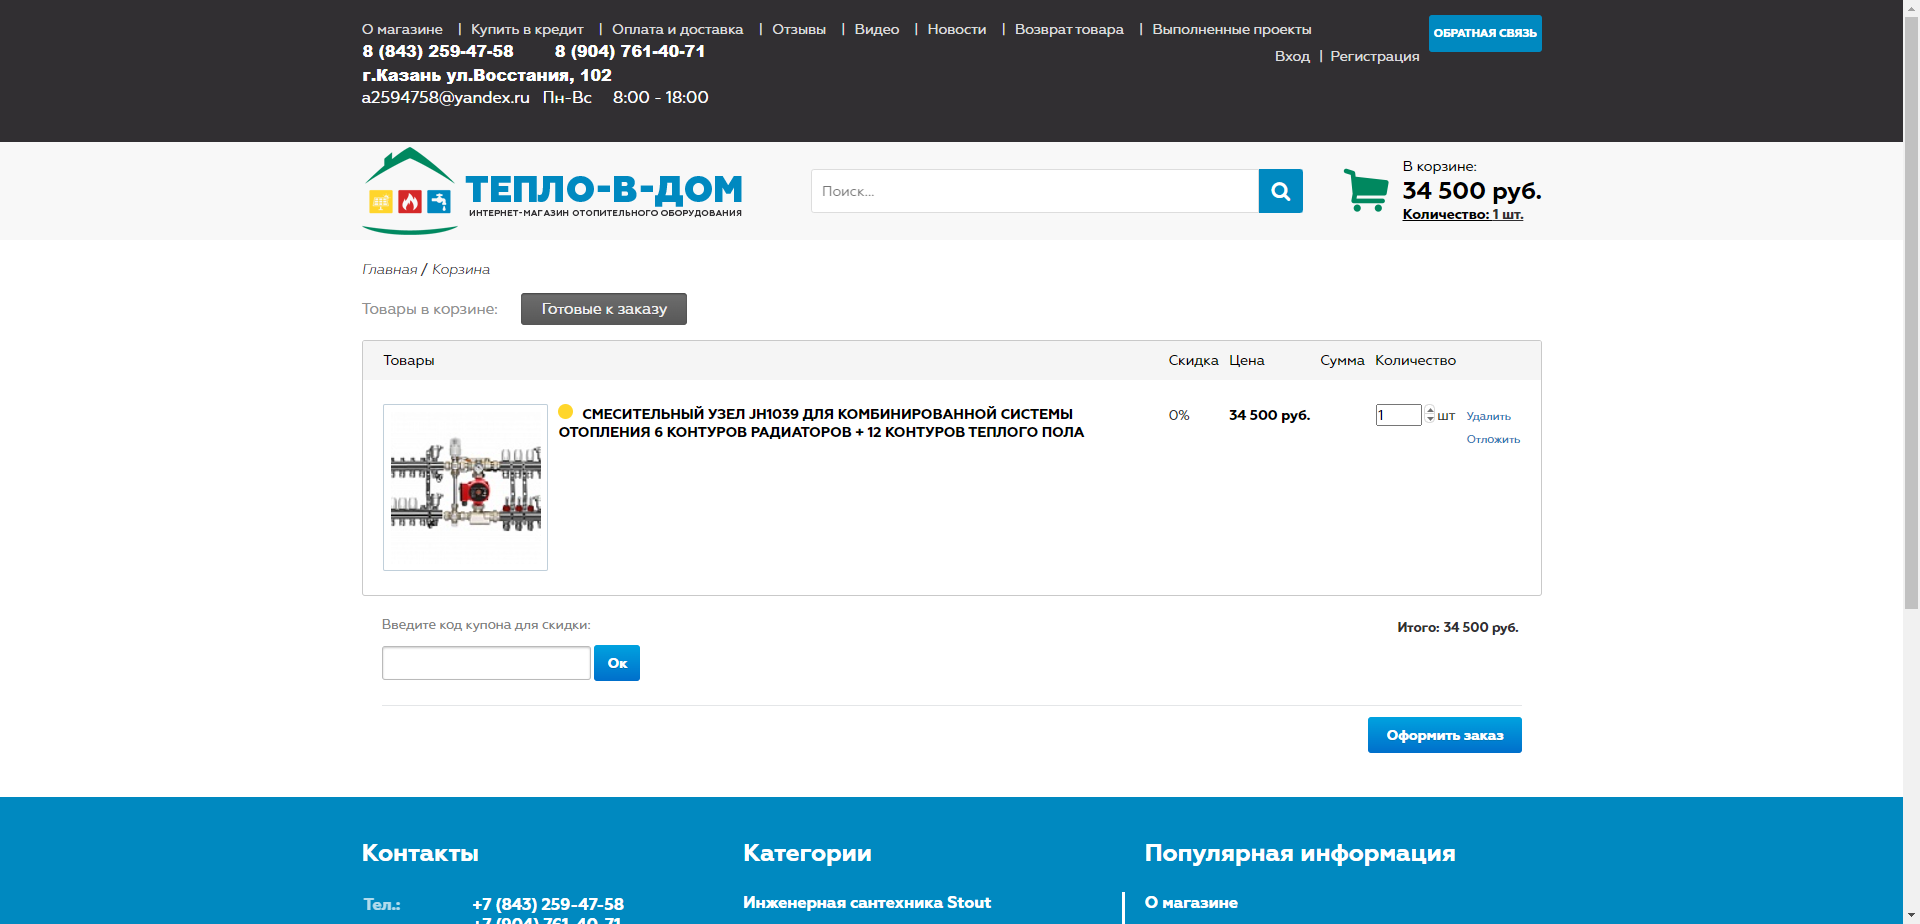 О магазине | Купить в кредит | Оплата и доставка | Отзывы | Видео | Новости | Возврат товара | Выполненные проекты
ОБРАТНАЯ СВЯЗЬ
8 (843) 259-47-58 8 (904) 761-40-71
Вход | Регистрация
г.Казань ул.Восстания, 102
a2594758@yandex.ru Пн-Вс 8:00 - 18:00
ТЕПЛО-В-ДОМ
ИНТЕРНЕТ-МАГАЗИН ОТОПИТЕЛЬНОГО ОБОРУДОВАНИЯ
Поиск...
В корзине:
34 500 руб.
Количество: 1 шт.
Главная / Корзина
Товары в корзине: Готовые к заказу
Товары Скидка Цена Сумма Количество
СМЕСИТЕЛЬНЫЙ УЗЕЛ JH1039 ДЛЯ КОМБИНИРОВАННОЙ СИСТЕМЫ
ОТОПЛЕНИЯ 6 КОНТУРОВ РАДИАТОРОВ + 12 КОНТУРОВ ТЕПЛОГО ПОЛА
0% 34 500 руб. 1 шт Удалить
Отложить
Введите код купона для скидки:
Итого: 34 500 руб.
Ок
Оформить заказ
Контакты Категории Популярная информация
Тел.: +7 (843) 259-47-58 Инженерная сантехника Stout О магазине
+7 (904) 761-40-71